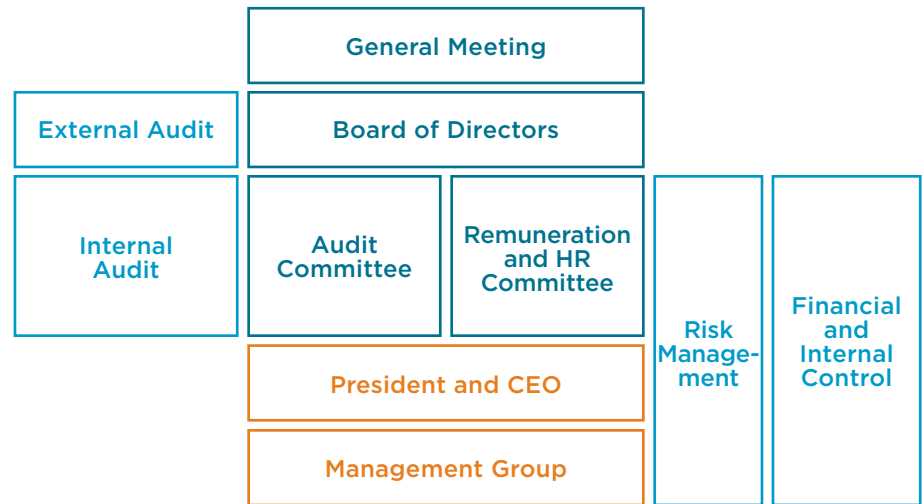 General Meeting
External Audit
Board of Directors
Internal
Audit
Audit
Committee
Remuneration
and HR
Committee
Risk
Manage-
ment
Financial
and
Internal
Control
President and CEO
Management Group